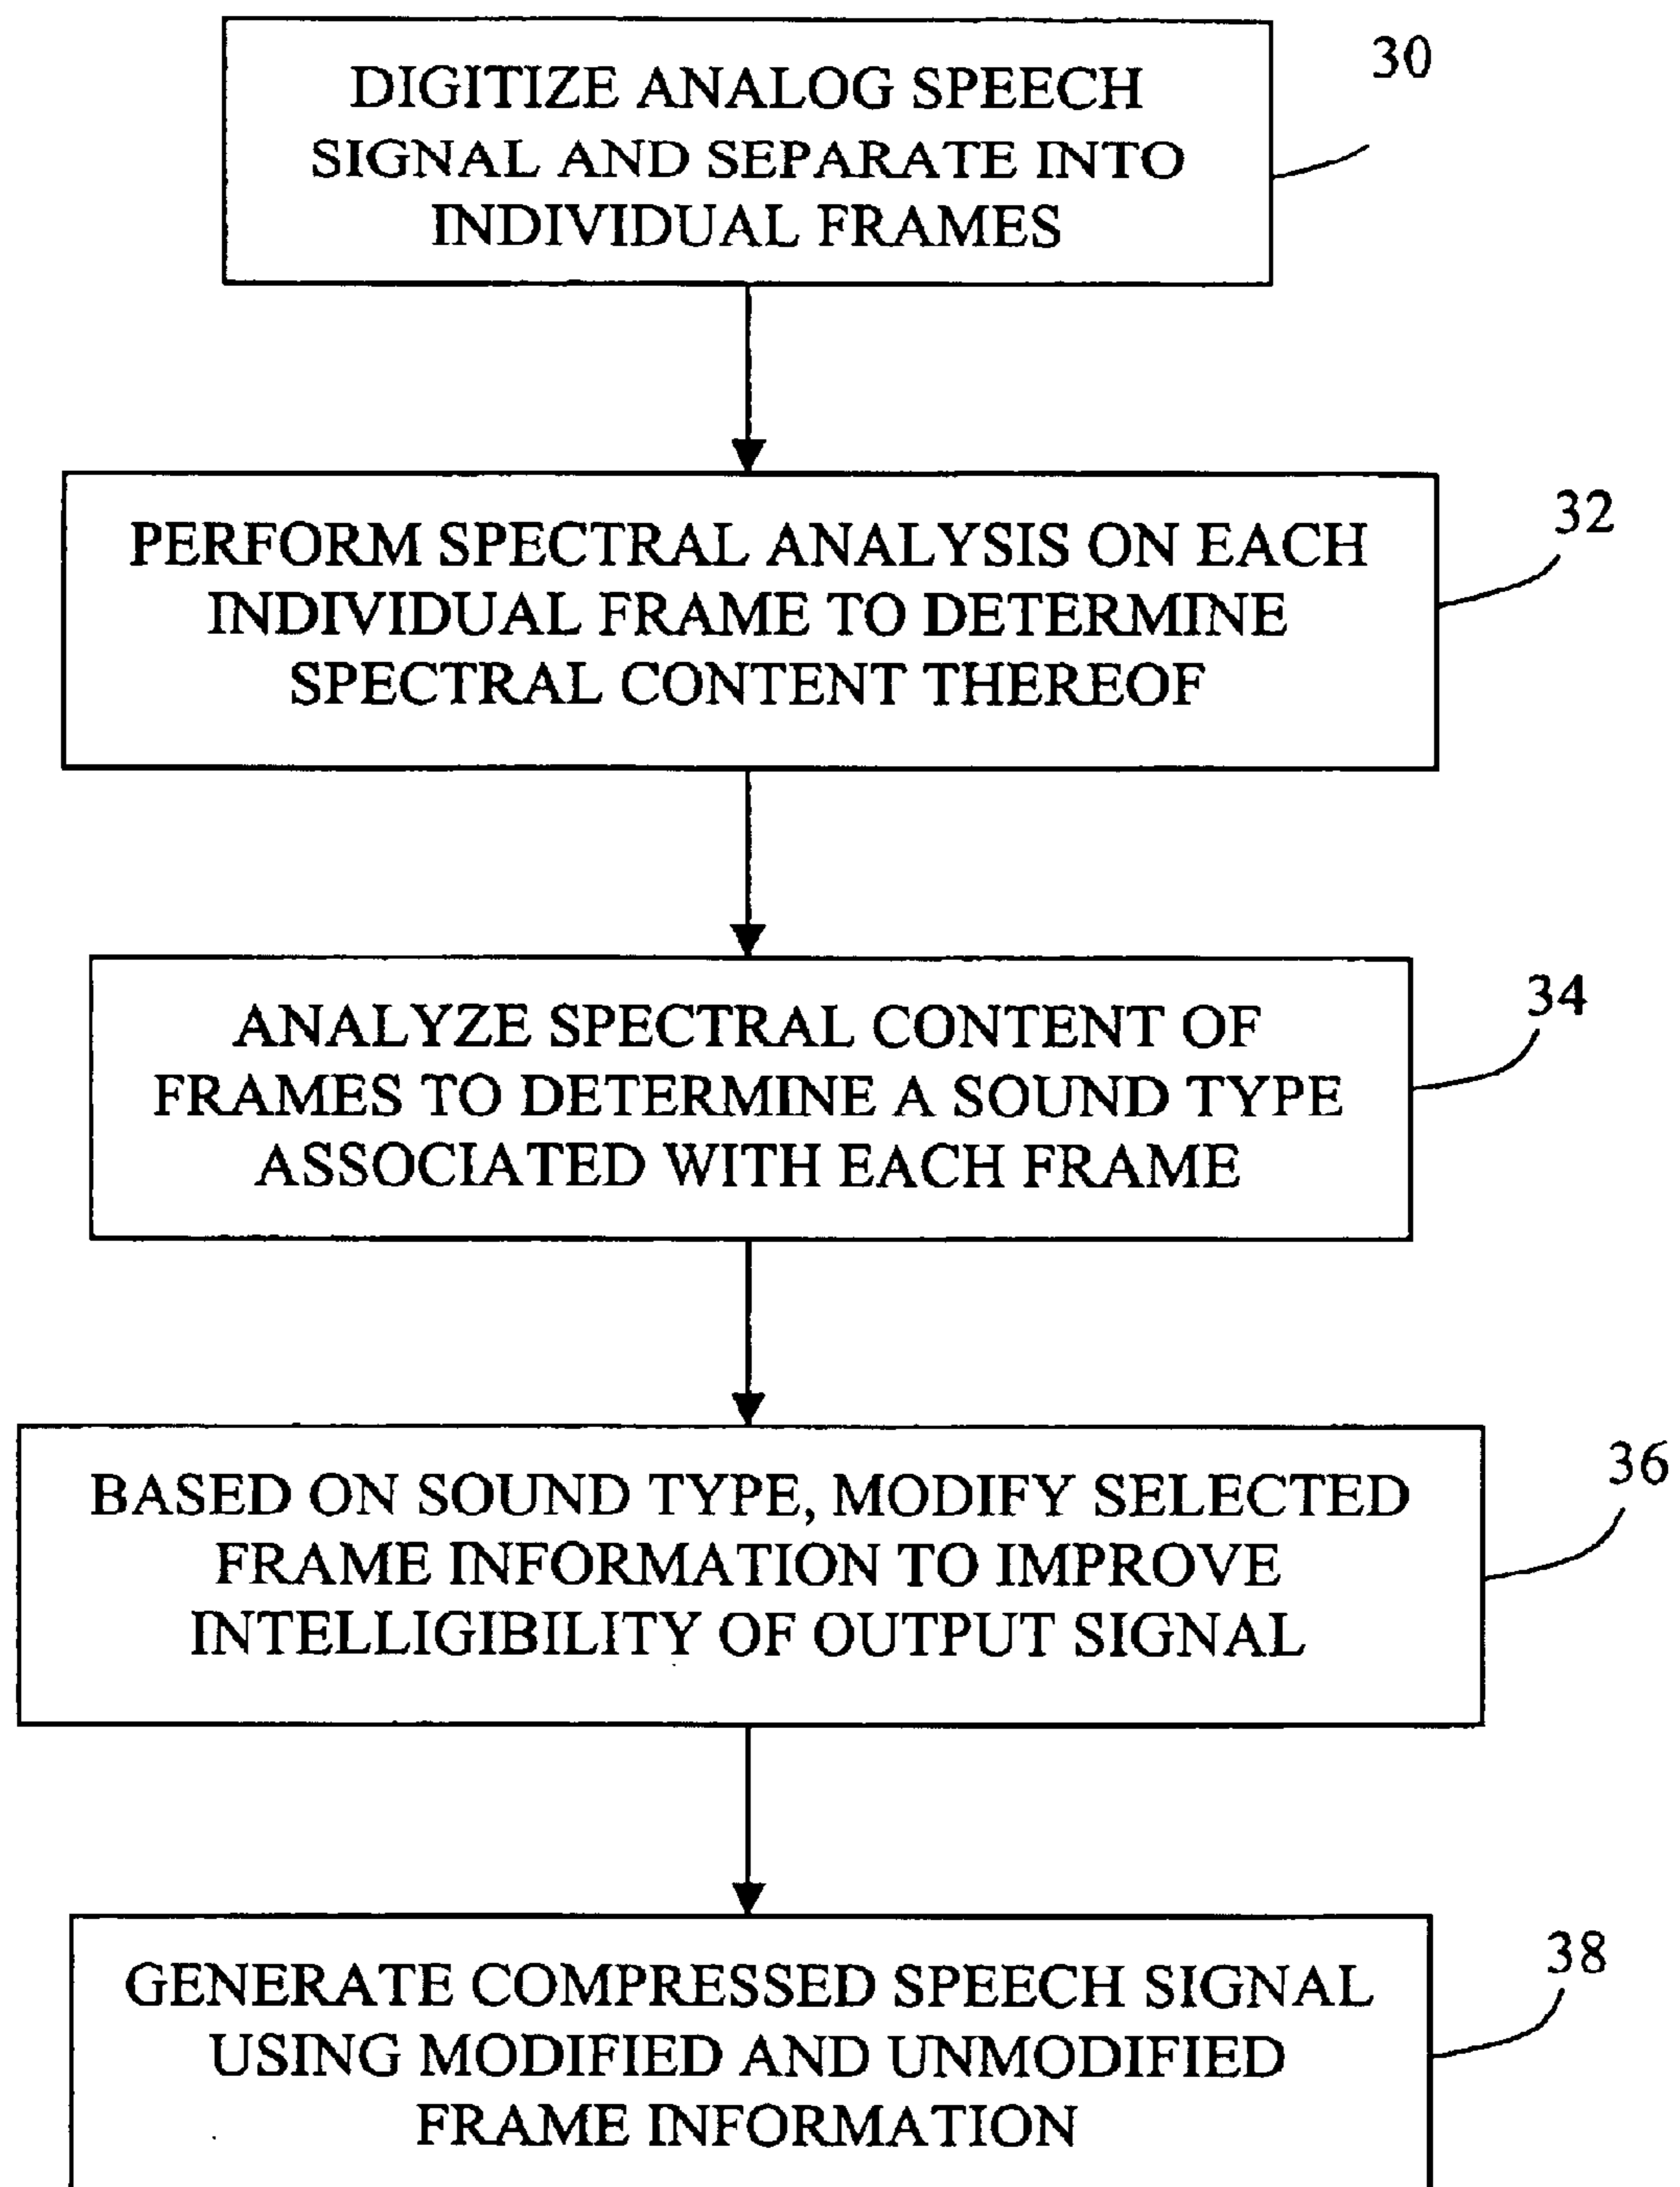 DIGITIZE ANALOG SPEECH
SIGNAL AND SEPARATE INTO
INDIVIDUAL FRAMES
30
PERFORM SPECTRAL ANALYSIS ON EACH
INDIVIDUAL FRAME TO DETERMINE
SPECTRAL CONTENT THEREOF
32
ANALYZE SPECTRAL CONTENT OF
FRAMES TO DETERMINE A SOUND TYPE
ASSOCIATED WITH EACH FRAME
34
BASED ON SOUND TYPE, MODIFY SELECTED
FRAME INFORMATION TO IMPROVE
INTELLIGIBILITY OF OUTPUT SIGNAL
36
GENERATE COMPRESSED SPEECH SIGNAL
USING MODIFIED AND UNMODIFIED
FRAME INFORMATION
38